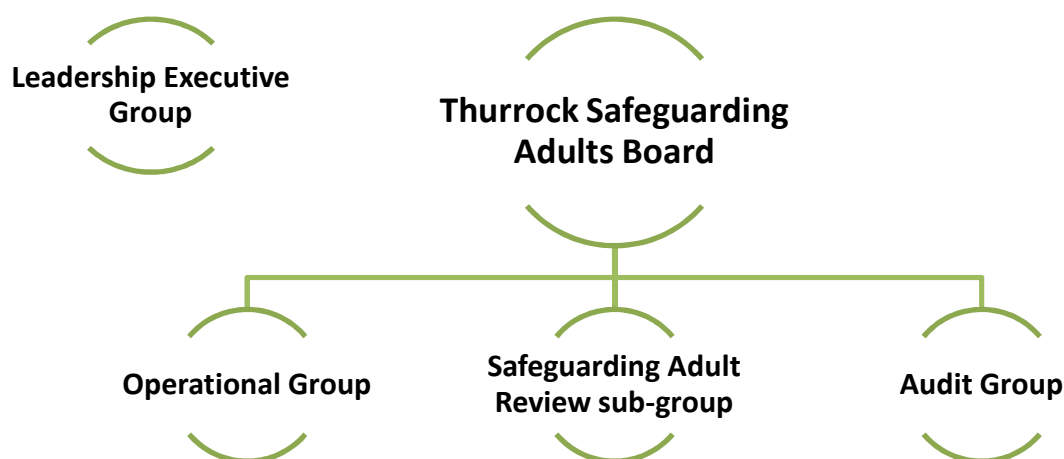 Leadership Executive
Group
Thurrock Safeguarding
Adults Board
Operational Group
Safeguarding Adult
Review sub-group
Audit Group